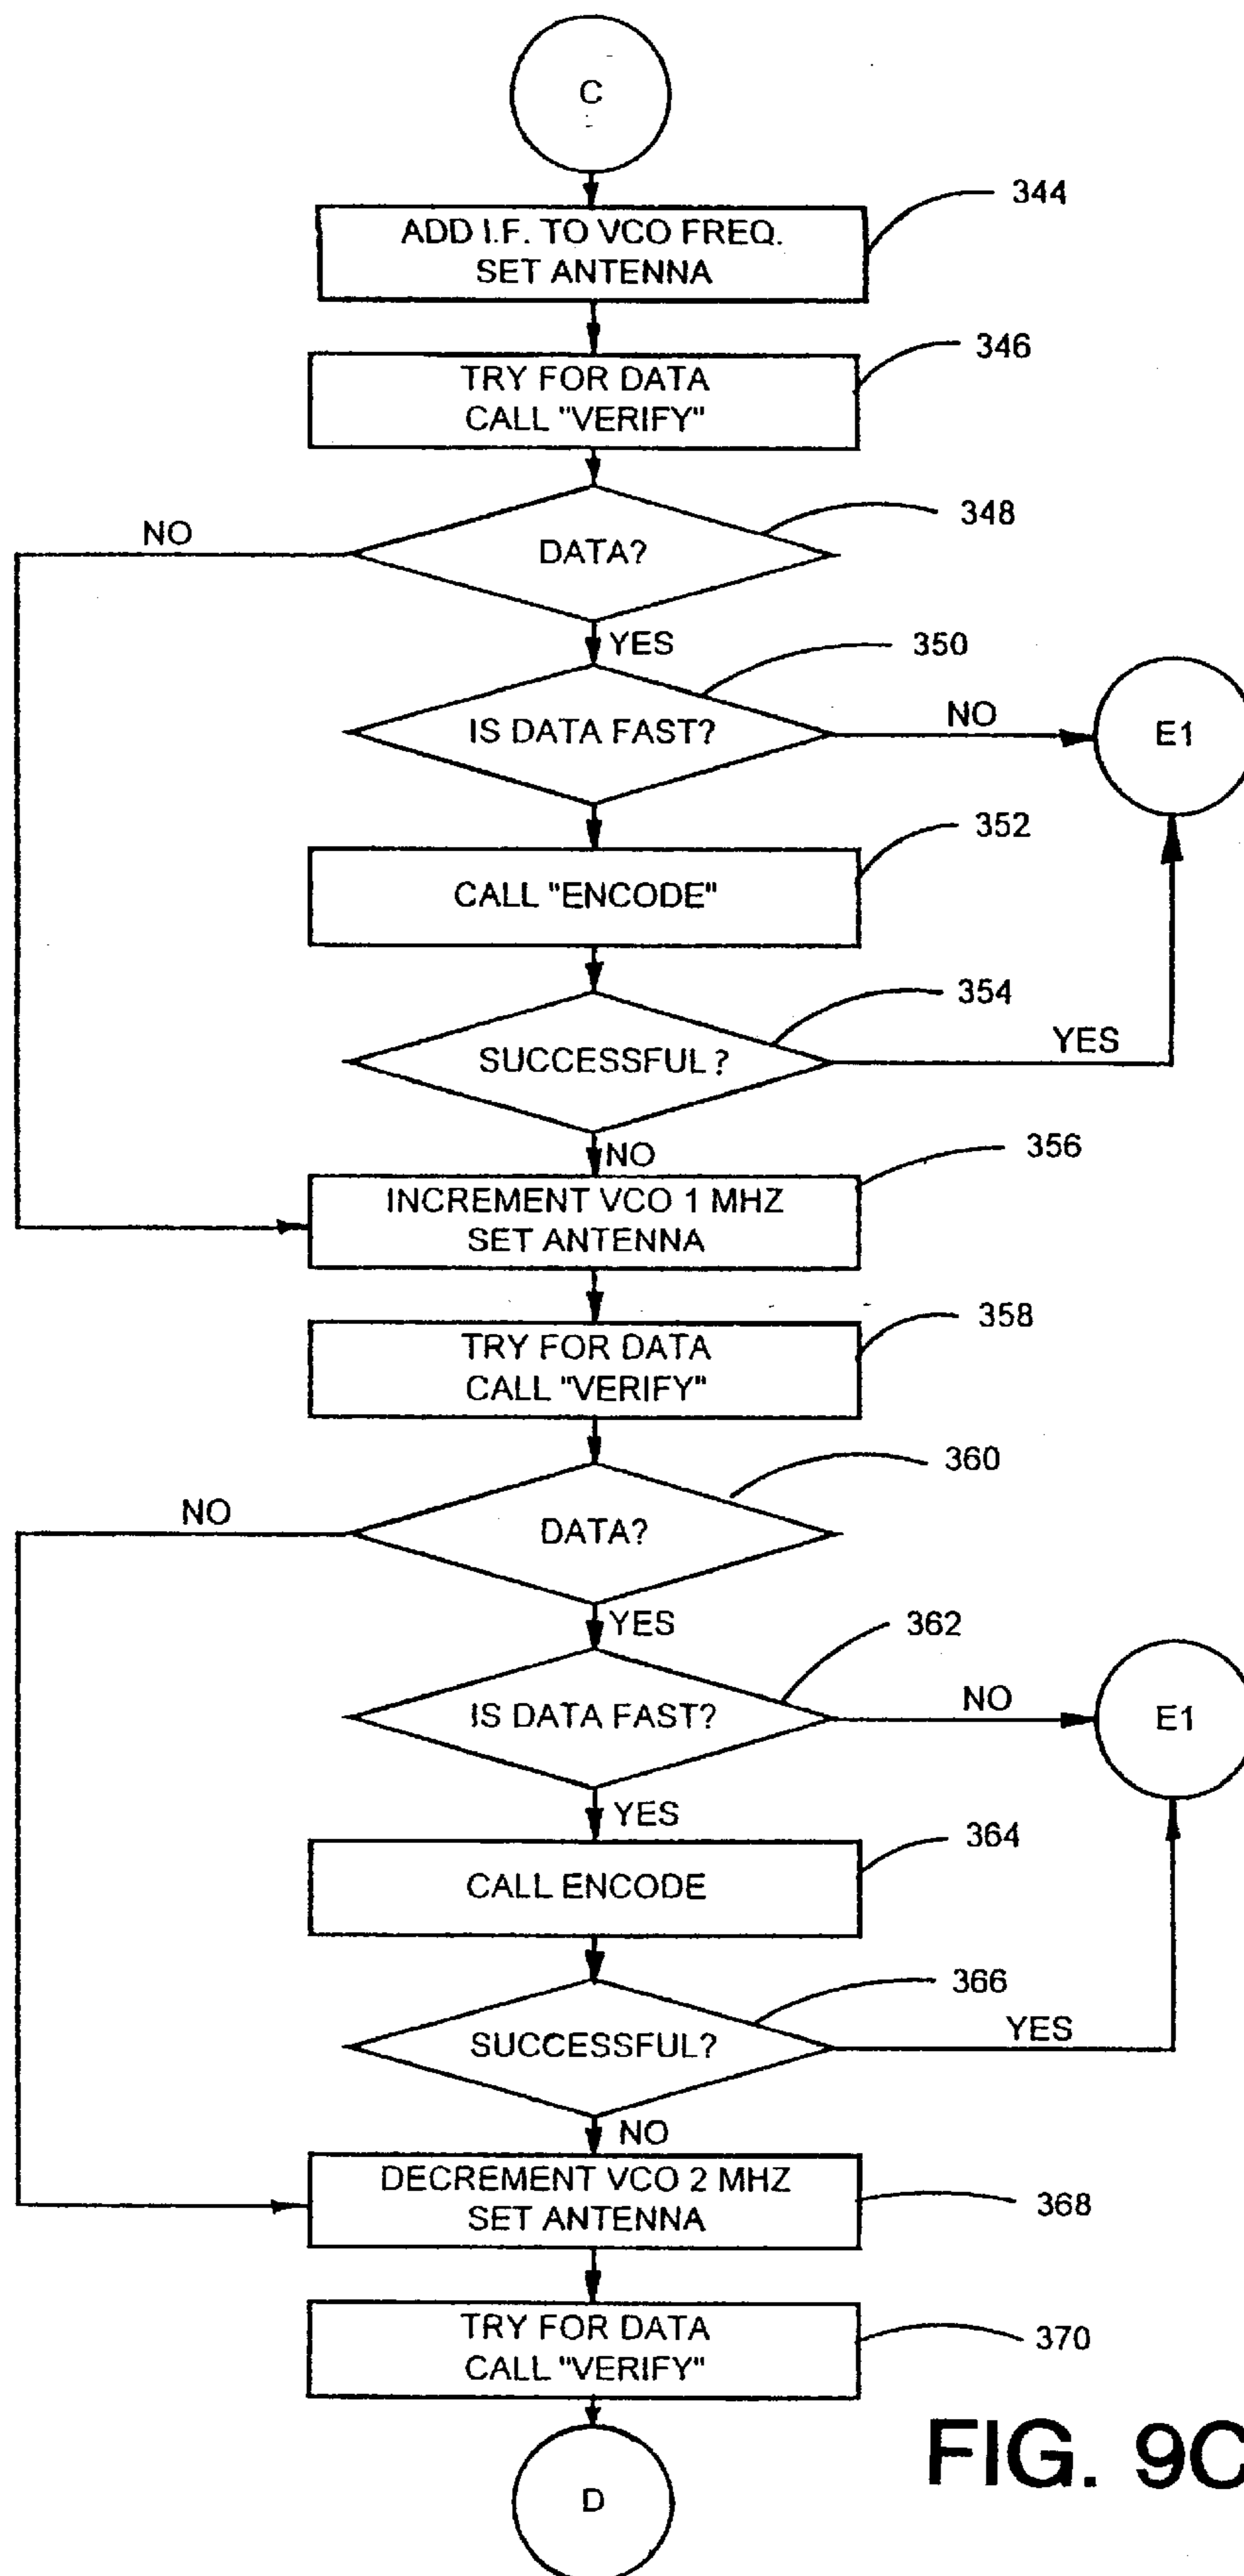 C
ADD I.F. TO VCO FREQ.
SET ANTENNA
344
TRY FOR DATA
CALL "VERIFY"
346
NO
DATA?
348
YES
IS DATA FAST?
350
NO
E1
CALL "ENCODE"
352
SUCCESSFUL?
354
YES
NO
INCREMENT VCO 1 MHZ
SET ANTENNA
356
TRY FOR DATA
CALL "VERIFY"
358
NO
DATA?
360
YES
IS DATA FAST?
362
NO
E1
YES
CALL ENCODE
364
SUCCESSFUL?
366
YES
NO
DECREMENT VCO 2 MHZ
SET ANTENNA
368
TRY FOR DATA
CALL "VERIFY"
370
D
FIG. 9C